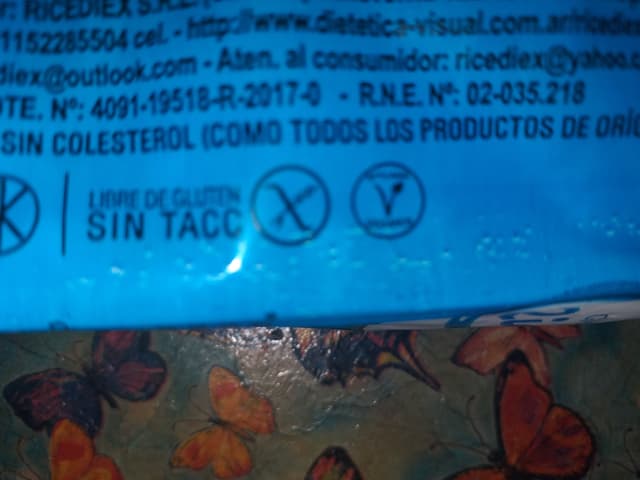 RICEDIEX S.R.L.
1152285504 cel. - http://www.dietetica-visual.com.ar/ricediex
diex@outlook.com - Aten. al consumidor: ricediex@yahoo.c
OTE. Nº: 4091-19518-R-2017-0 - R.N.E. Nº: 02-035.218
SIN COLESTEROL (COMO TODOS LOS PRODUCTOS DE ORIG
LIBRE DE GLUTEN
SIN TACC